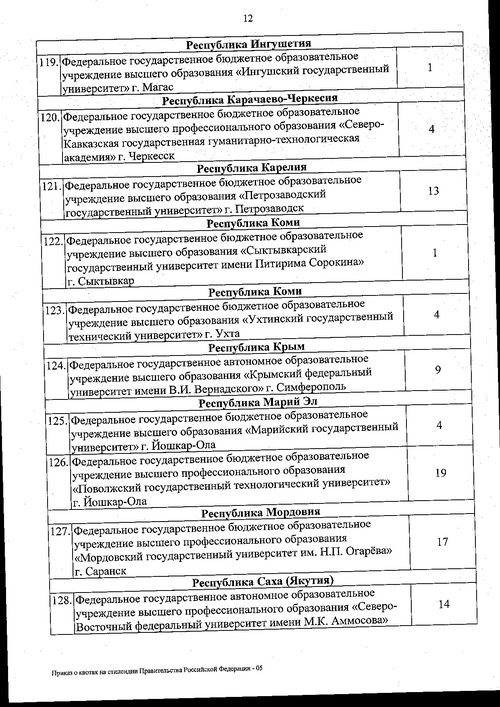 12
Республика Ингушетия
119. Федеральное государственное бюджетное образовательное
учреждение высшего образования «Ингушский государственный
университет» г. Магас
1
Республика Карачаево-Черкесия
120. Федеральное государственное бюджетное образовательное
учреждение высшего профессионального образования «Северо-
Кавказская государственная гуманитарно-технологическая
академия» г. Черкесск
4
Республика Карелия
121. Федеральное государственное бюджетное образовательное
учреждение высшего образования «Петрозаводский
государственный университет» г. Петрозаводск
13
Республика Коми
122. Федеральное государственное бюджетное образовательное
учреждение высшего образования «Сыктывкарский
государственный университет имени Питирима Сорокина»
г. Сыктывкар
1
Республика Коми
123. Федеральное государственное бюджетное образовательное
учреждение высшего образования «Ухтинский государственный
технический университет» г. Ухта
4
Республика Крым
124. Федеральное государственное автономное образовательное
учреждение высшего образования «Крымский федеральный
университет имени В.И. Вернадского» г. Симферополь
9
Республика Марий Эл
125. Федеральное государственное бюджетное образовательное
учреждение высшего образования «Марийский государственный
университет» г. Йошкар-Ола
4
126. Федеральное государственное бюджетное образовательное
учреждение высшего профессионального образования
«Поволжский государственный технологический университет»
г. Йошкар-Ола
19
Республика Мордовия
127. Федеральное государственное бюджетное образовательное
учреждение высшего профессионального образования
«Мордовский государственный университет им. Н.П. Огарёва»
г. Саранск
17
Республика Саха (Якутия)
128. Федеральное государственное автономное образовательное
учреждение высшего профессионального образования «Северо-
Восточный федеральный университет имени М.К. Аммосова»
14
Приказ о квотах на стипендии Правительства Российской Федерации - 05